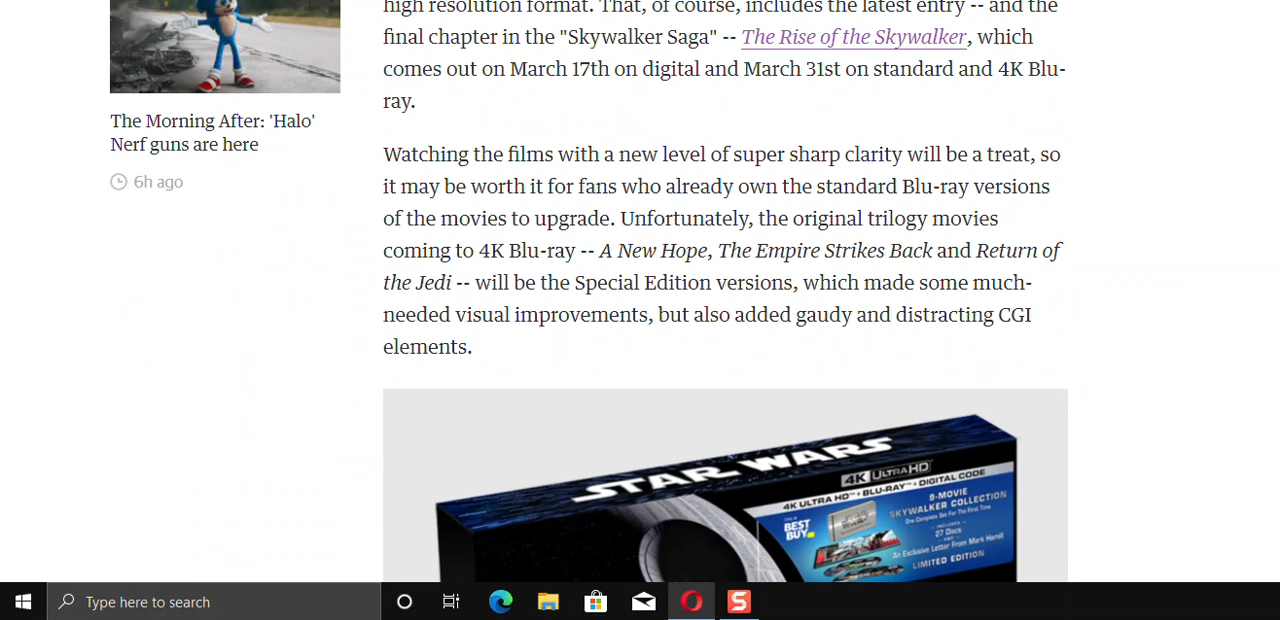 high resolution format. That, of course, includes the latest entry -- and the
final chapter in the "Skywalker Saga" -- The Rise of the Skywalker, which
comes out on March 17th on digital and March 31st on standard and 4K Blu-
ray.
The Morning After: 'Halo'
Nerf guns are here
6h ago
Watching the films with a new level of super sharp clarity will be a treat, so
it may be worth it for fans who already own the standard Blu-ray versions
of the movies to upgrade. Unfortunately, the original trilogy movies
coming to 4K Blu-ray -- A New Hope, The Empire Strikes Back and Return of
the Jedi -- will be the Special Edition versions, which made some much-
needed visual improvements, but also added gaudy and distracting CGI
elements.
STAR WARS
4K ULTRA HD
4K ULTRA HD + BLU-RAY + DIGITAL CODE
BEST
BUY
9-MOVIE
SKYWALKER COLLECTION
One Complete Set For The First Time
INCLUDES
27 Discs
AND
An Exclusive Letter From Mark Hamill
LIMITED EDITION
Type here to search